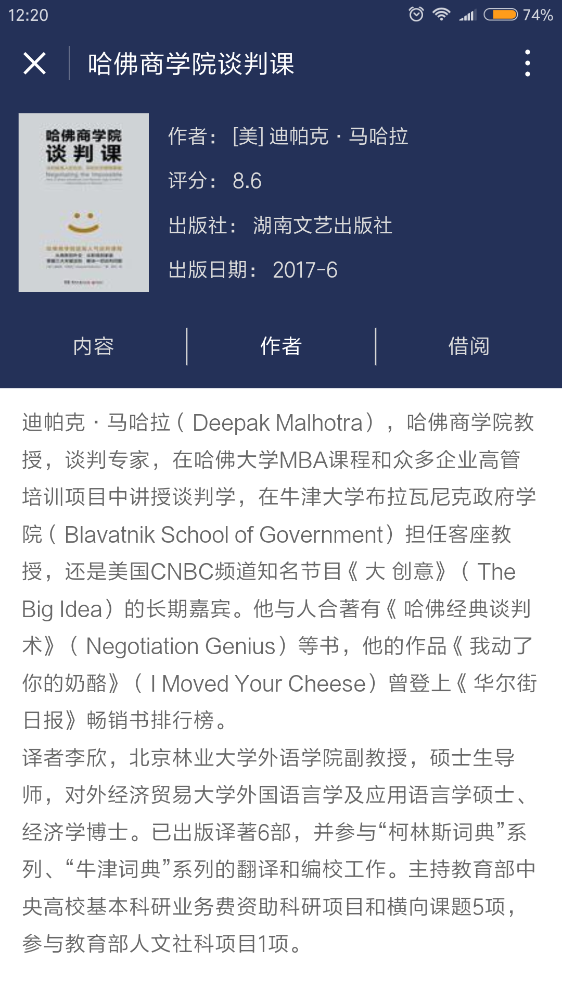 12:20
74%
哈佛商学院谈判课
哈佛商学院
谈判课
Negotiating the Impossible
作者： [美] 迪帕克 · 马哈拉
评分： 8.6
出版社： 湖南文艺出版社
出版日期： 2017-6
内容
作者
借阅
迪帕克 · 马哈拉（ Deepak Malhotra），哈佛商学院教
授，谈判专家，在哈佛大学MBA课程和众多企业高管
培训项目中讲授谈判学，在牛津大学布拉瓦尼克政府学
院（ Blavatnik School of Government）担任客座教
授，还是美国CNBC频道知名节目《 大 创意》（ The
Big Idea）的长期嘉宾。他与人合著有《 哈佛经典谈判
术》（ Negotiation Genius）等书，他的作品《 我动了
你的奶酪》（ I Moved Your Cheese）曾登上《 华尔街
日报》畅销书排行榜。
译者李欣，北京林业大学外语学院副教授，硕士生导
师，对外经济贸易大学外国语言学及应用语言学硕士、
经济学博士。已出版译著6部，并参与“柯林斯词典”系
列、“牛津词典”系列的翻译和编校工作。主持教育部中
央高校基本科研业务费资助科研项目和横向课题5项，
参与教育部人文社科项目1项。